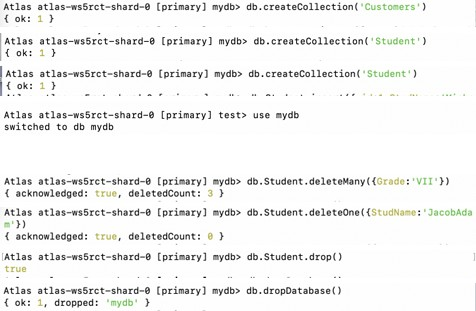 Atlas atlas-ws5rct-shard-0 [primary] mydb> db.createCollection('Customers')
{ ok: 1 }
Atlas atlas-ws5rct-shard-0 [primary] mydb> db.createCollection('Student')
{ ok: 1 }
Atlas atlas-ws5rct-shard-0 [primary] mydb> db.createCollection('Student')
{ ok: 1 }
Atlas atlas-ws5rct-shard-0 [primary] test> use mydb
switched to db mydb
Atlas atlas-ws5rct-shard-0 [primary] mydb> db.Student.deleteMany({Grade:'VII'})
{ acknowledged: true, deletedCount: 3 }
Atlas atlas-ws5rct-shard-0 [primary] mydb> db.Student.deleteOne({StudName:'JacobAda
m'})
{ acknowledged: true, deletedCount: 0 }
Atlas atlas-ws5rct-shard-0 [primary] mydb> db.Student.drop()
true
Atlas atlas-ws5rct-shard-0 [primary] mydb> db.dropDatabase()
{ ok: 1, dropped: 'mydb' }